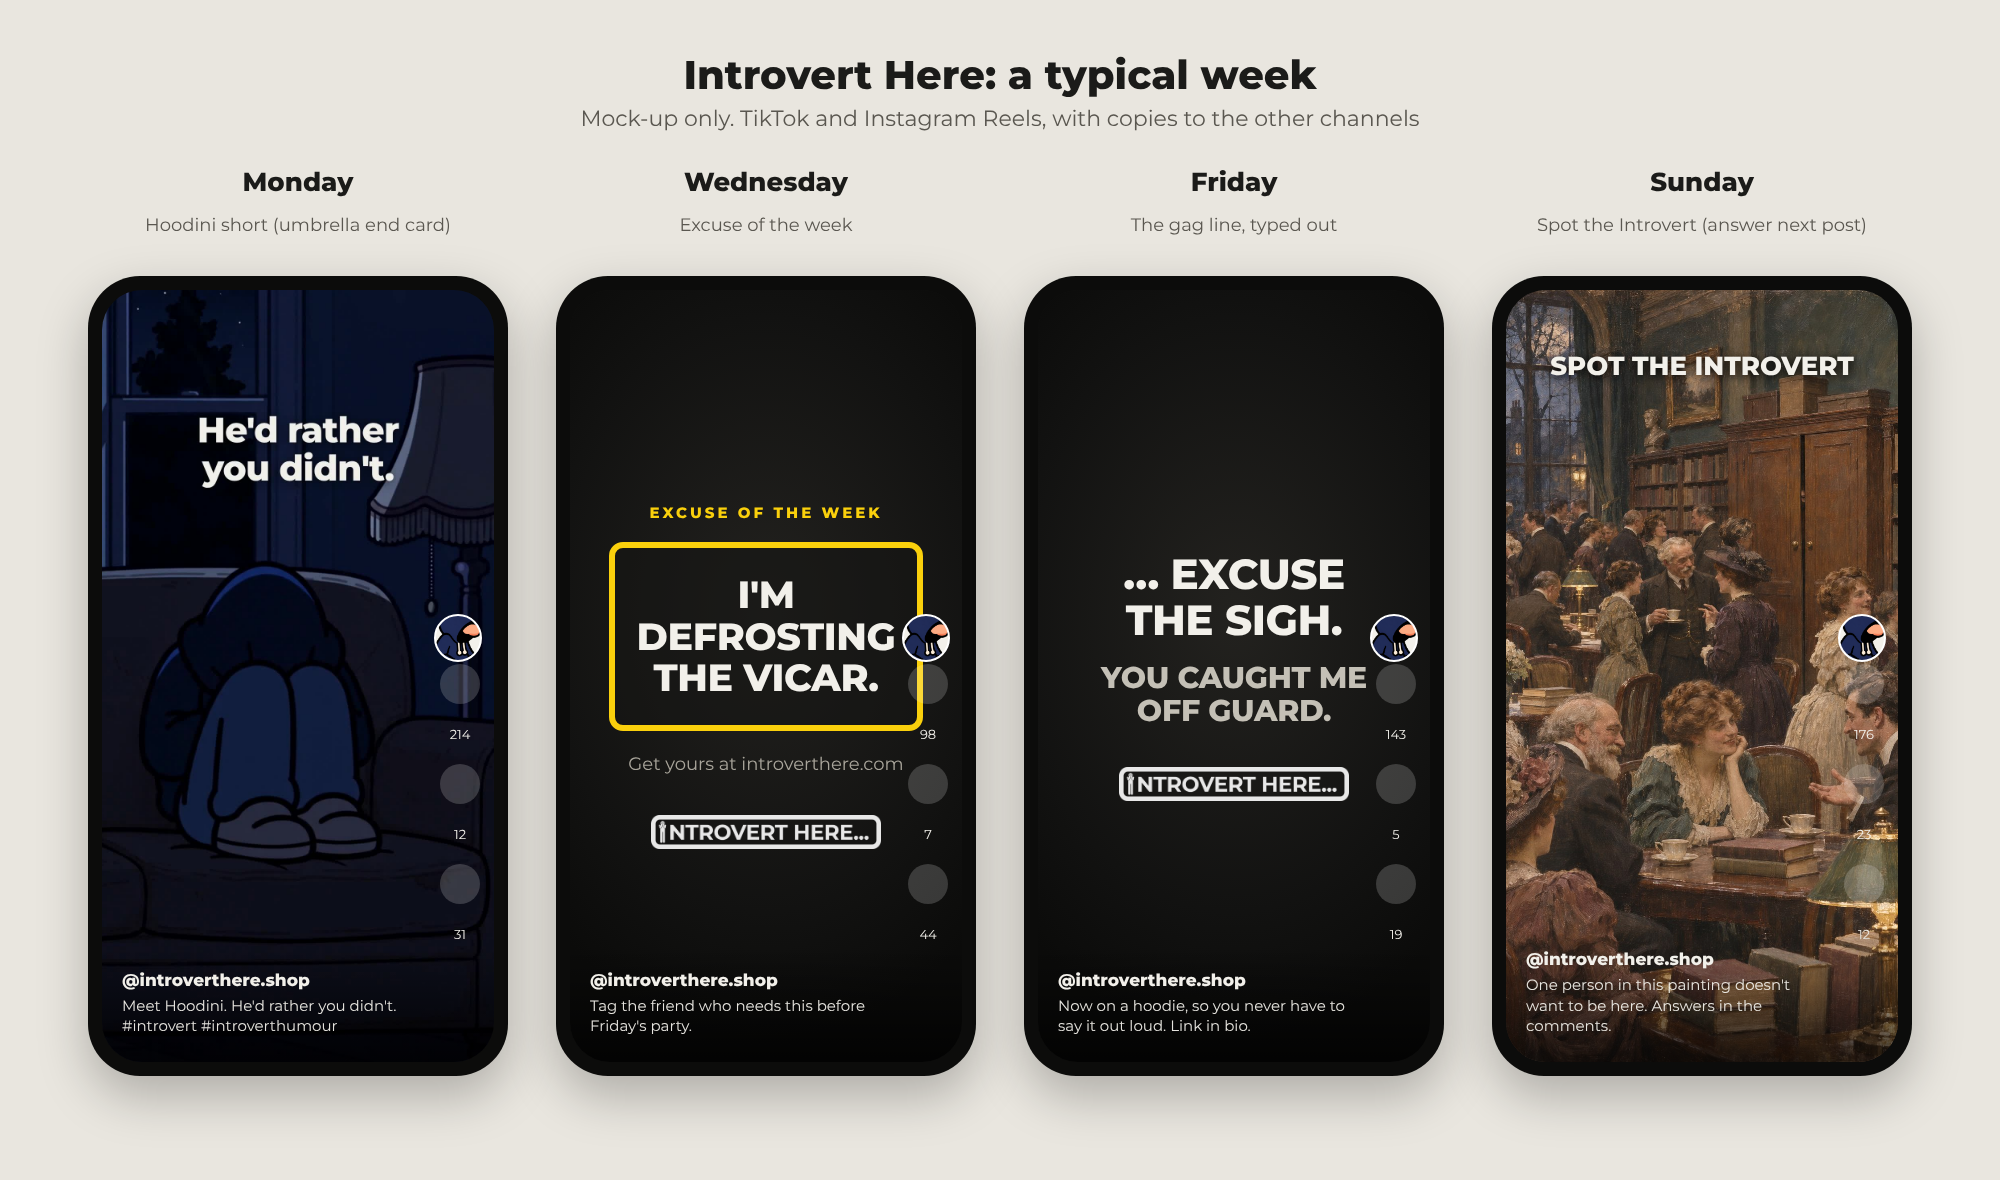 Introvert Here: a typical week
Mock-up only. TikTok and Instagram Reels, with copies to the other channels
Monday
Hoodini short (umbrella end card)
He'd rather
you didn't.
214
12
31
@introverthere.shop
Meet Hoodini. He'd rather you didn't.
#introvert #introverthumour
Wednesday
Excuse of the week
EXCUSE OF THE WEEK
I'M
DEFROSTING
THE VICAR.
Get yours at introverthere.com
INTROVERT HERE...
98
7
44
@introverthere.shop
Tag the friend who needs this before
Friday's party.
Friday
The gag line, typed out
... EXCUSE
THE SIGH.
YOU CAUGHT ME
OFF GUARD.
INTROVERT HERE...
143
5
19
@introverthere.shop
Now on a hoodie, so you never have to
say it out loud. Link in bio.
Sunday
Spot the Introvert (answer next post)
SPOT THE INTROVERT
176
23
12
@introverthere.shop
One person in this painting doesn't
want to be here. Answers in the
comments.